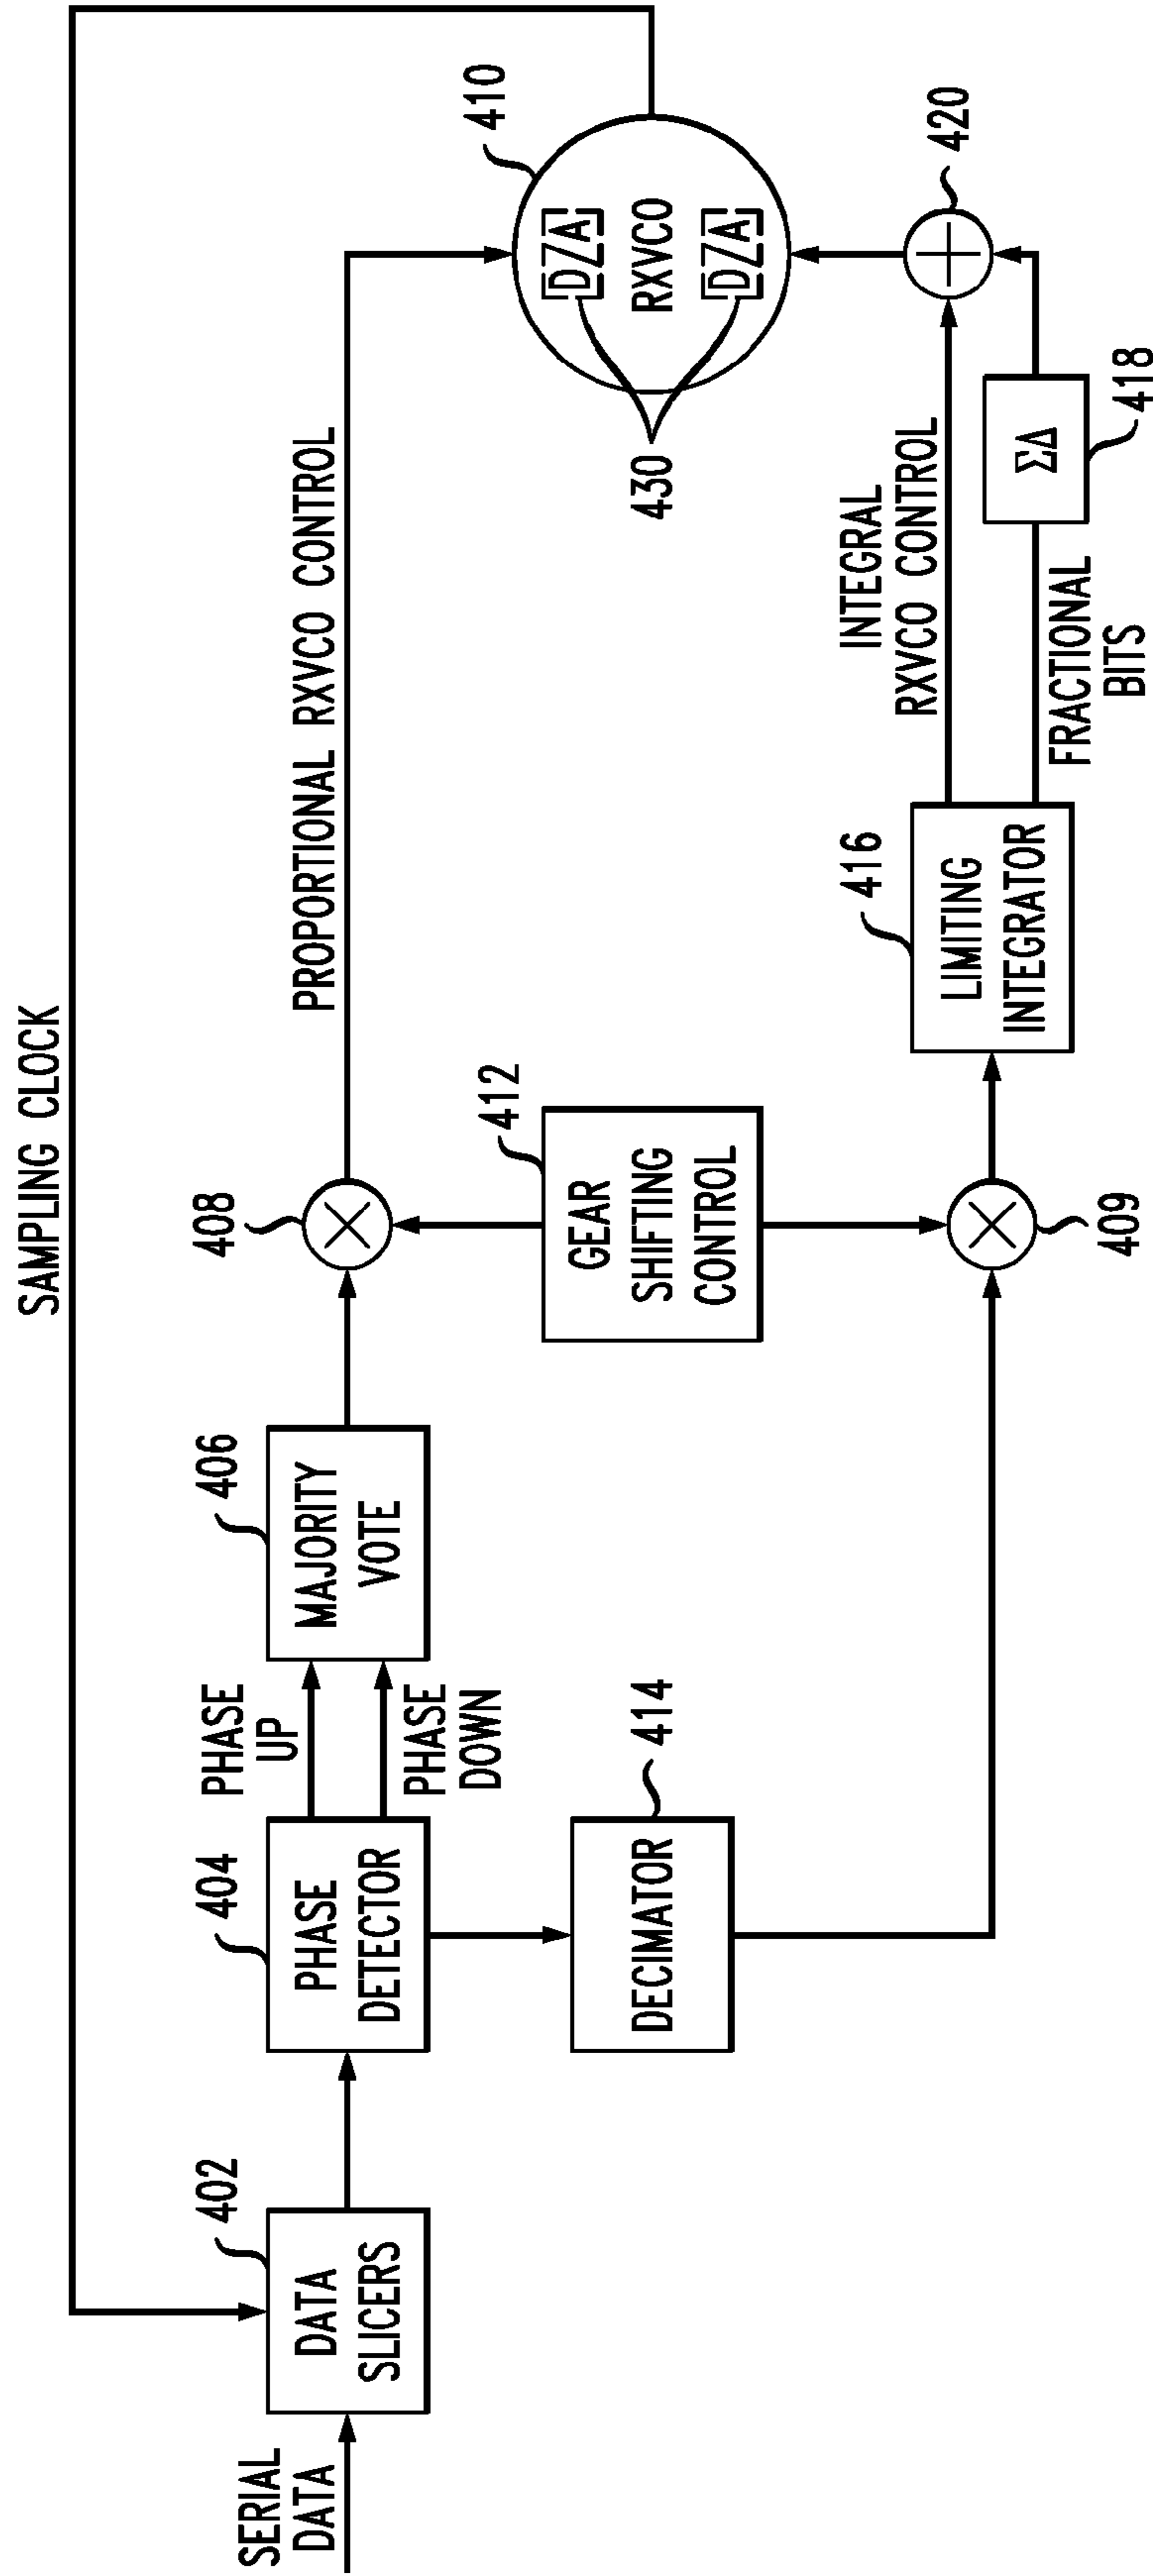 SAMPLING CLOCK
SERIAL
DATA
402
DATA
SLICERS
404
PHASE
DETECTOR
PHASE
UP
PHASE
DOWN
406
MAJORITY
VOTE
408
PROPORTIONAL RXVCO CONTROL
410
D/A
RXVCO
D/A
430
412
GEAR
SHIFTING
CONTROL
414
DECIMATOR
409
416
LIMITING
INTEGRATOR
INTEGRAL
RXVCO CONTROL
FRACTIONAL
BITS
ΣΔ
418
420